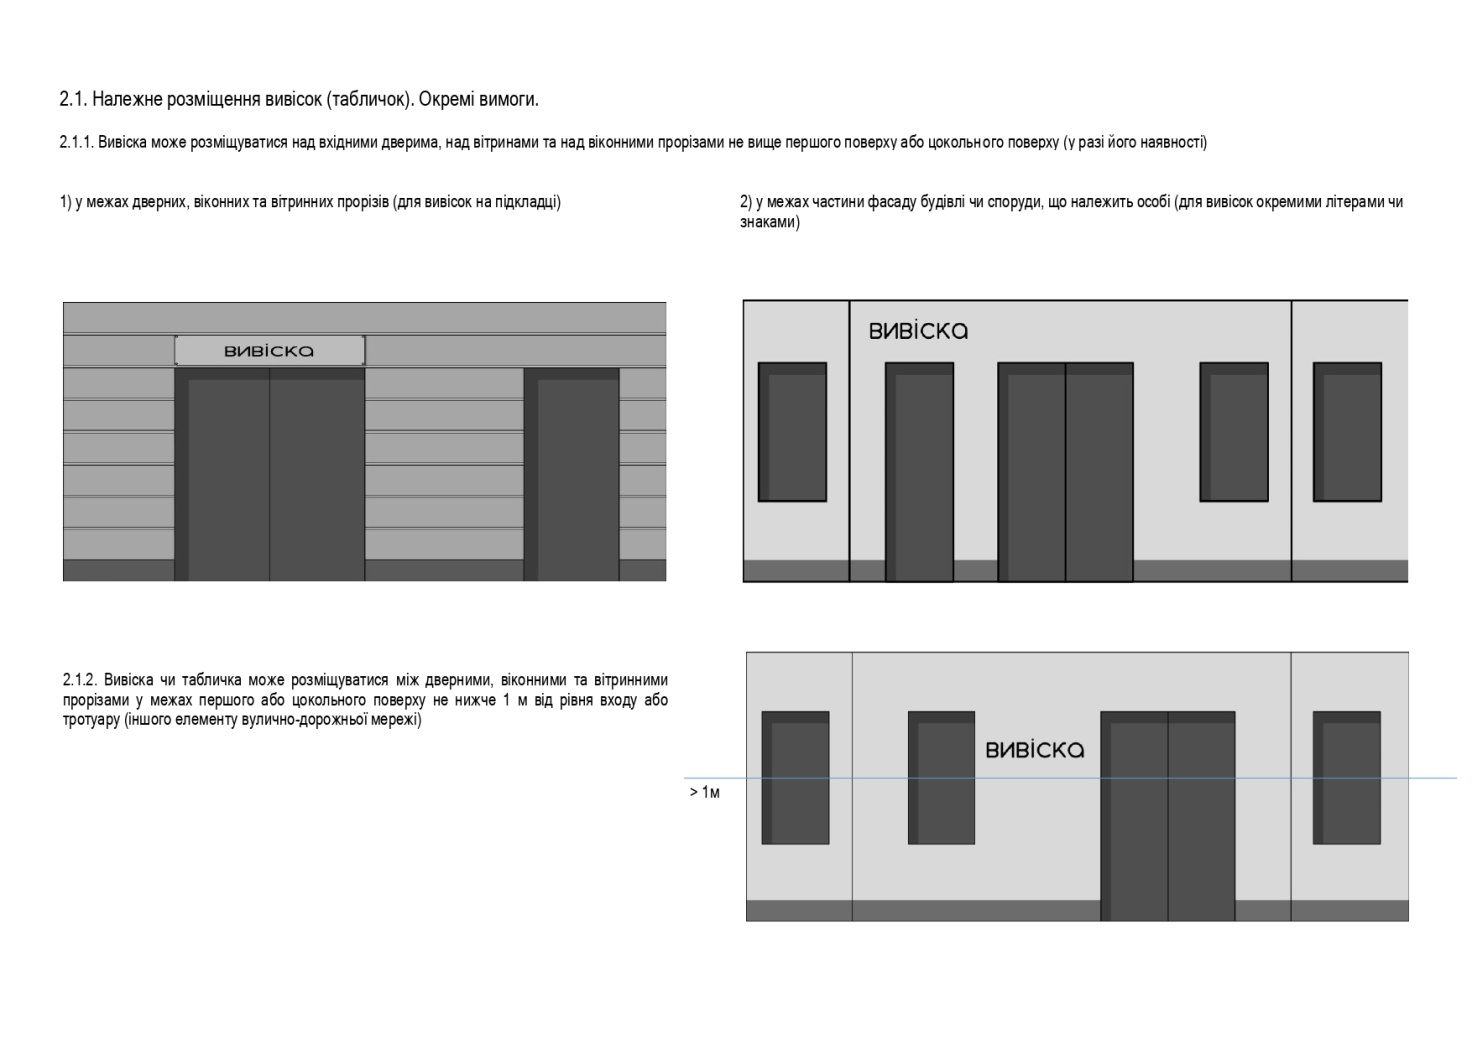 2.1. Належне розміщення вивісок (табличок). Окремі вимоги.
2.1.1. Вивіска може розміщуватися над вхідними дверима, над вітринами та над віконними прорізами не вище першого поверху або цокольного поверху (у разі його наявності)
1) у межах дверних, віконних та вітринних прорізів (для вивісок на підкладці)
2) у межах частини фасаду будівлі чи споруди, що належить особі (для вивісок окремими літерами чи
знаками)
ВИВІСКА
ВИВІСКА
2.1.2. Вивіска чи табличка може розміщуватися між дверними, віконними та вітринними
прорізами у межах першого або цокольного поверху не нижче 1 м від рівня входу або
тротуару (іншого елементу вулично-дорожньої мережі)
ВИВІСКА
> 1м